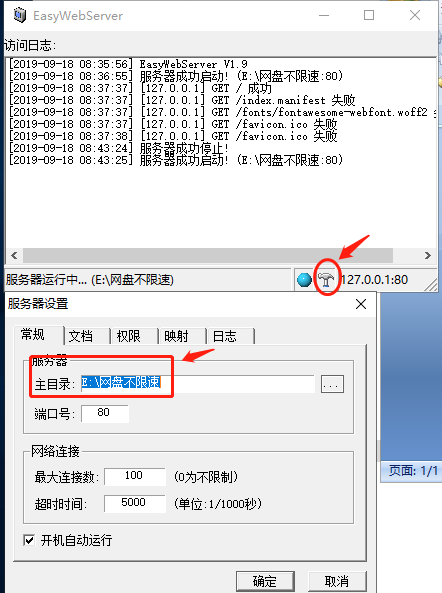 EasyWebServer
访问日志:
[2019-09-18 08:35:56] EasyWebServer V1.9
[2019-09-18 08:36:55] 服务器成功启动! (E:\网盘不限速:80)
[2019-09-18 08:37:37] [127.0.0.1] GET / 成功
[2019-09-18 08:37:37] [127.0.0.1] GET /index.manifest 失败
[2019-09-18 08:37:37] [127.0.0.1] GET /fonts/fontawesome-webfont.woff2
[2019-09-18 08:37:37] [127.0.0.1] GET /favicon.ico 失败
[2019-09-18 08:37:38] [127.0.0.1] GET /favicon.ico 失败
[2019-09-18 08:43:24] 服务器成功停止!
[2019-09-18 08:43:25] 服务器成功启动! (E:\网盘不限速:80)
服务器运行中... (E:\网盘不限速) 127.0.0.1:80
服务器设置
常规 文档 权限 映射 日志
服务器
主目录: E:\网盘不限速 ...
端口号: 80
网络连接
最大连接数: 100 (0为不限制)
超时时间: 5000 (单位:1/1000秒)
开机自动运行
确定 取消
页面: 1/1